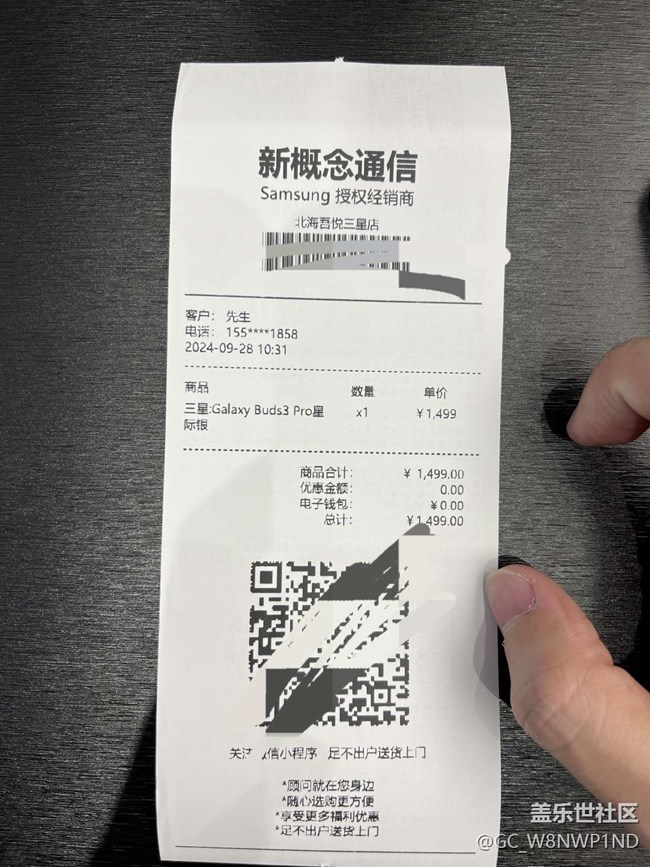 新概念通信
Samsung 授权经销商
北海吾悦三星店
客户： 先生
电话： 155****1858
2024-09-28 10:31
商品 数量 单价
三星:Galaxy Buds3 Pro星 x1 ￥1,499
际银
商品合计： ￥ 1,499.00
优惠金额： 0.00
电子钱包： ￥0.00
总计： ￥1,499.00
关注 信小程序 足不出户送货上门
*顾问就在您身边
*随心选购更方便
*享受更多福利优惠
*足不出户送货上门
盖乐世社区
@GC_W8NWP1ND